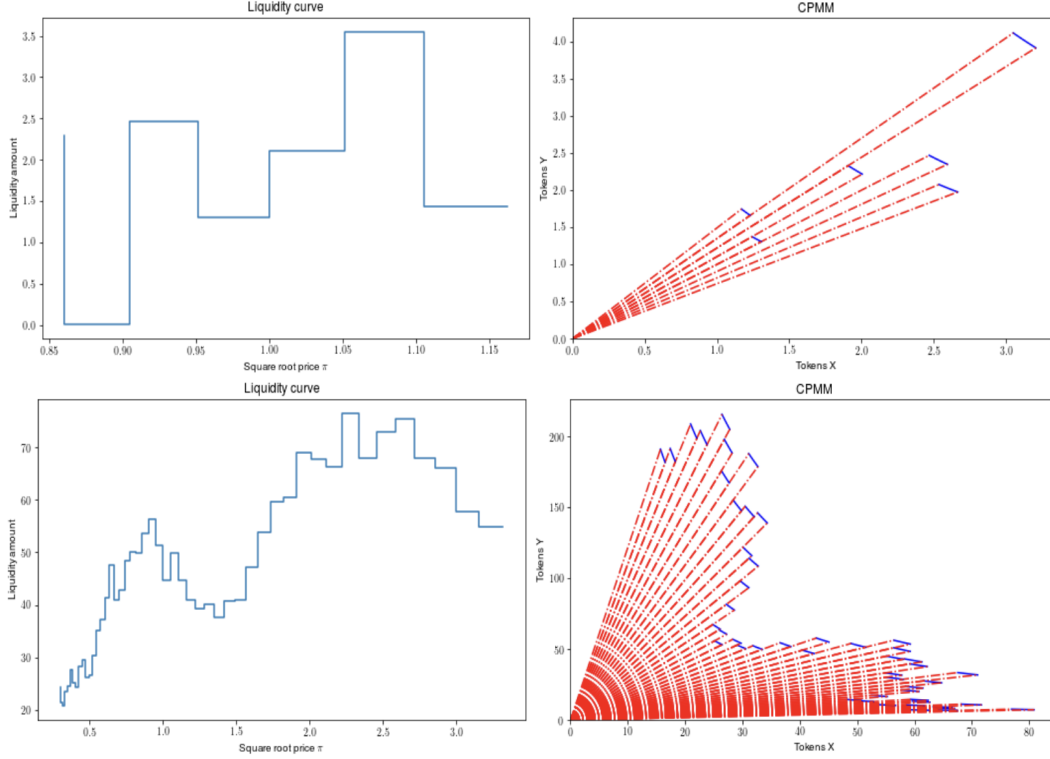 Liquidity curve
3.5
3.0
2.5
2.0
1.5
1.0
0.5
0.0
Liquidity amount
0.85 0.90 0.95 1.00 1.05 1.10 1.15
Square root price π
CPMM
4.0
3.5
3.0
2.5
2.0
1.5
1.0
0.5
0.0
Tokens Y
0.0 0.5 1.0 1.5 2.0 2.5 3.0
Tokens X
Liquidity curve
70
60
50
40
30
20
Liquidity amount
0.5 1.0 1.5 2.0 2.5 3.0
Square root price π
CPMM
200
150
100
50
0
Tokens Y
0 10 20 30 40 50 60 70 80
Tokens X